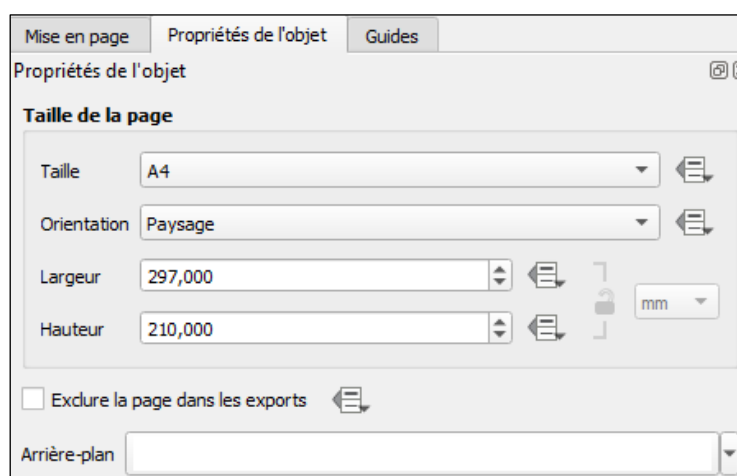 Mise en page Propriétés de l'objet Guides
Propriétés de l'objet
Taille de la page
Taille A4
Orientation Paysage
Largeur 297,000
mm
Hauteur 210,000
Exclure la page dans les exports
Arrière-plan